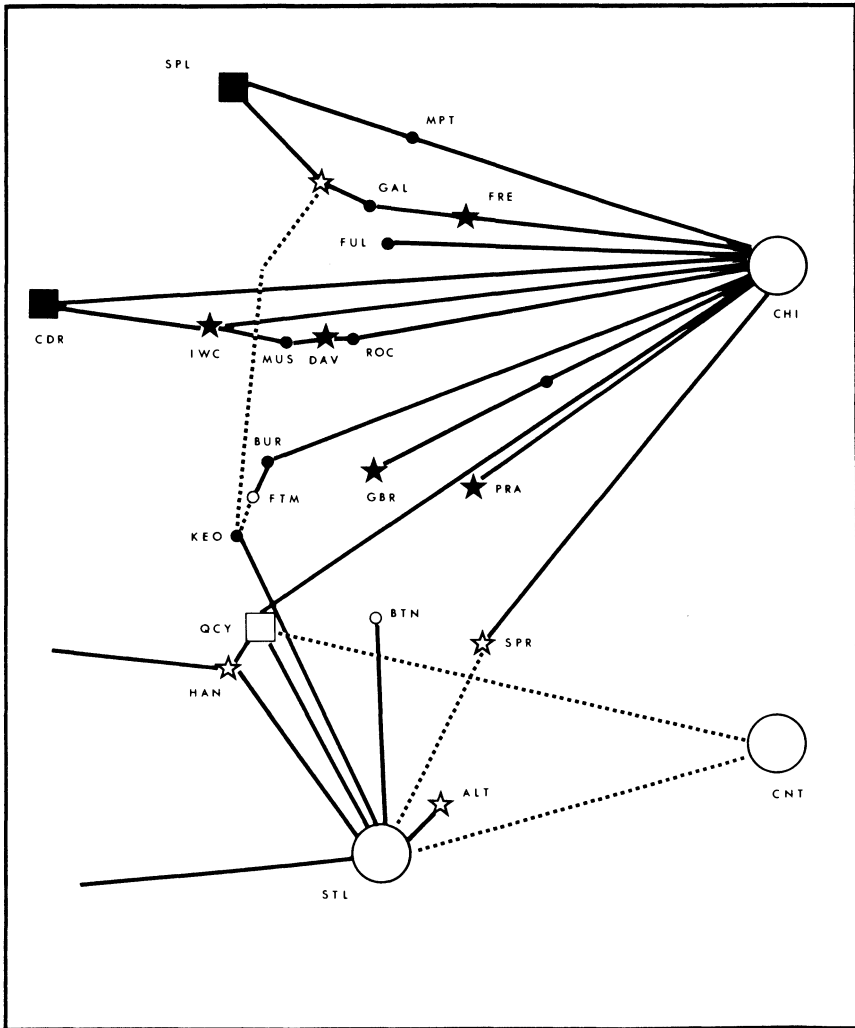 SPL
MPT
GAL
FRE
FUL
CHI
CDR
IWC
MUS
DAV
ROC
BUR
FTM
GBR
PRA
KEO
QCY
BTN
SPR
HAN
ALT
CNT
STL